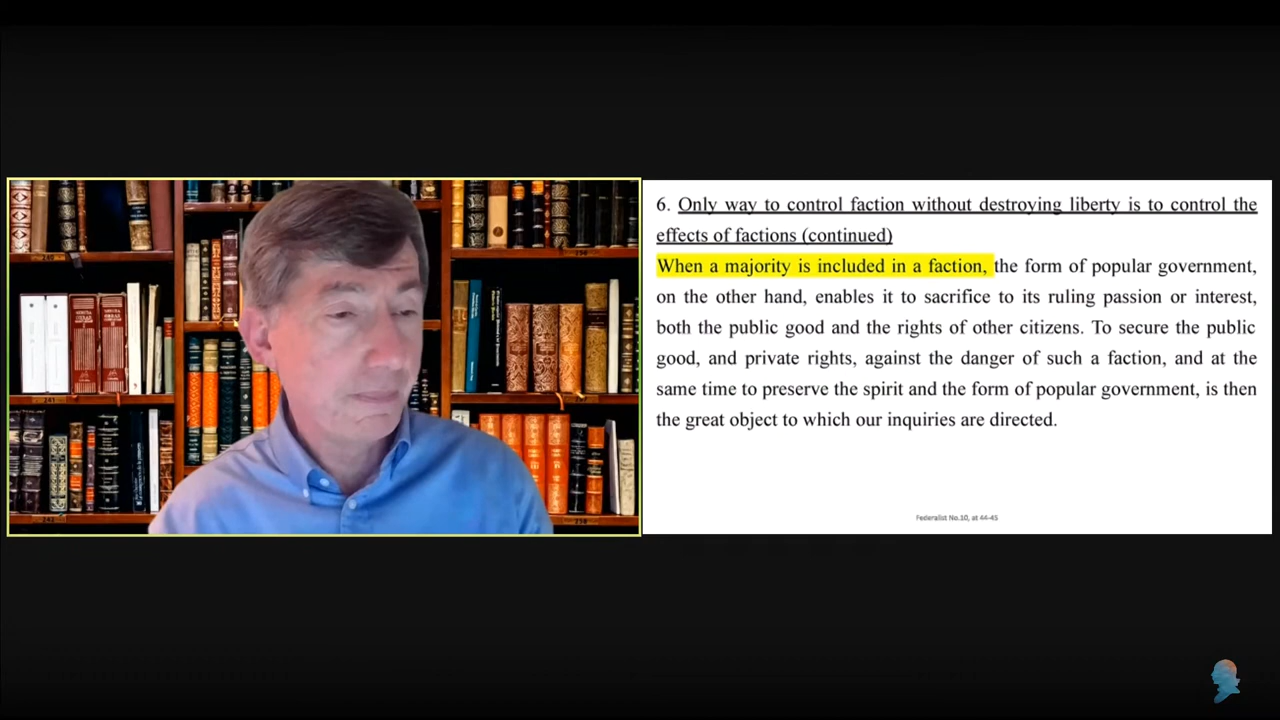 6. Only way to control faction without destroying liberty is to control the
effects of factions (continued)
When a majority is included in a faction, the form of popular government,
on the other hand, enables it to sacrifice to its ruling passion or interest,
both the public good and the rights of other citizens. To secure the public
good, and private rights, against the danger of such a faction, and at the
same time to preserve the spirit and the form of popular government, is then
the great object to which our inquiries are directed.
Federalist No.10, at 44-45